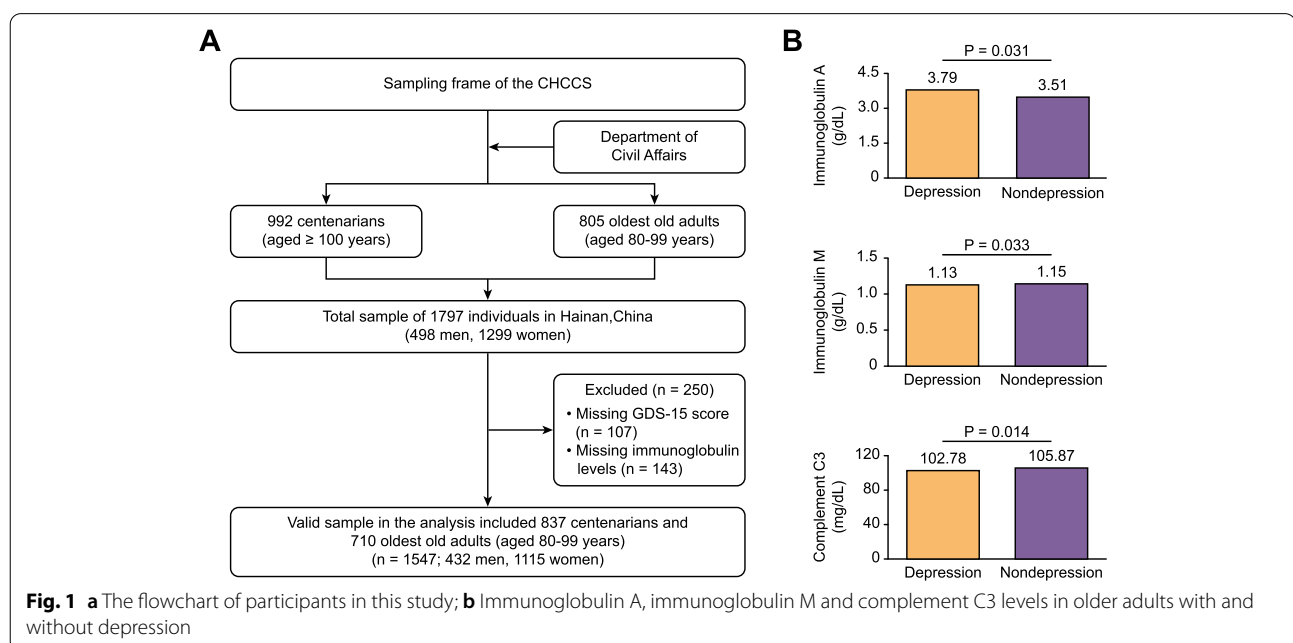 A
Sampling frame of the CHCCS
Department of
Civil Affairs
992 centenarians
(aged ≥ 100 years)
805 oldest old adults
(aged 80-99 years)
Total sample of 1797 individuals in Hainan,China
(498 men, 1299 women)
Excluded (n = 250)
• Missing GDS-15 score
(n = 107)
• Missing immunoglobulin
levels (n = 143)
Valid sample in the analysis included 837 centenarians and
710 oldest old adults (aged 80-99 years)
(n = 1547; 432 men, 1115 women)
B
P = 0.031
Immunoglobulin A
(g/dL)
4.5
3.0
1.5
0
3.79
3.51
Depression
Nondepression
P = 0.033
Immunoglobulin M
(g/dL)
1.5
1.0
0.5
0
1.13
1.15
Depression
Nondepression
P = 0.014
Complement C3
(mg/dL)
120
80
40
0
102.78
105.87
Depression
Nondepression
Fig. 1 a The flowchart of participants in this study; b Immunoglobulin A, immunoglobulin M and complement C3 levels in older adults with and
without depression